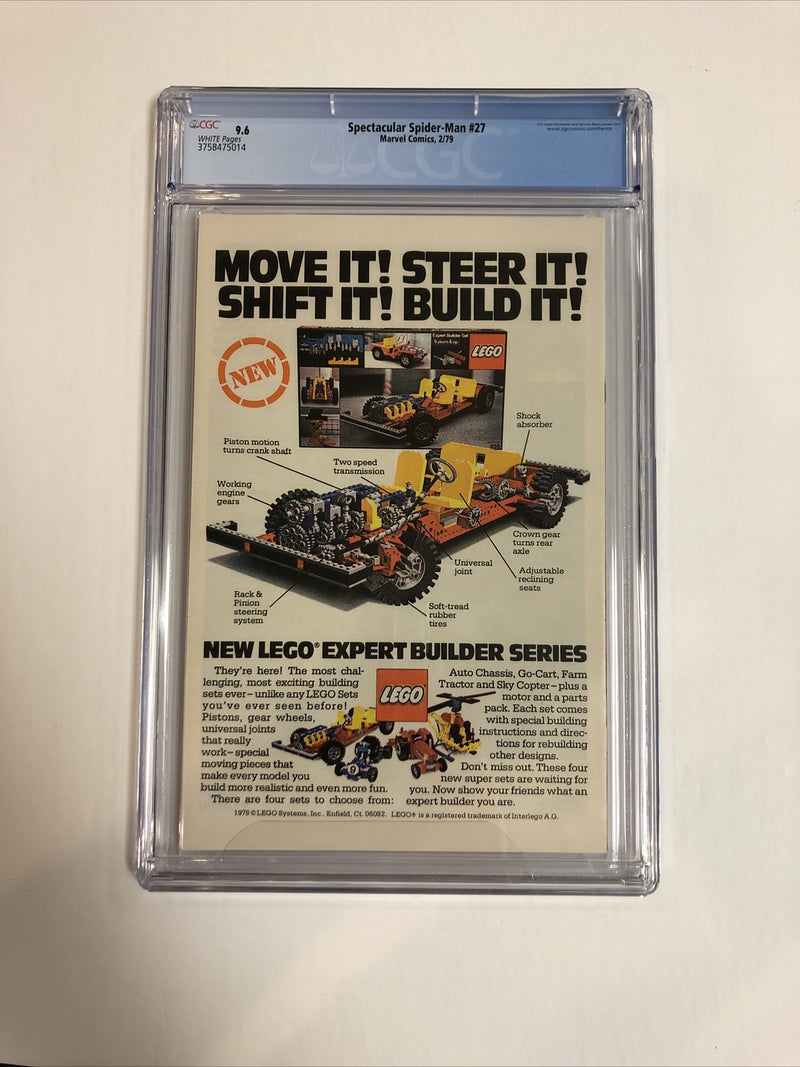 CGC 9.6
WHITE Pages
3758475014
Spectacular Spider-Man #27
Marvel Comics, 2/79
www.cgccomics.com/terms
CGC
MOVE IT! STEER IT!
SHIFT IT! BUILD IT!
NEW
Expert Builder Set
9 years & up
LEGO
956
Shock
absorber
Piston motion
turns crank shaft
Two speed
transmission
Working
engine
gears
Crown gear
turns rear
axle
Universal
joint
Adjustable
reclining
seats
Rack &
Pinion
steering
system
Soft-tread
rubber
tires
NEW LEGO® EXPERT BUILDER SERIES
They're here! The most chal-
lenging, most exciting building
sets ever – unlike any LEGO Sets
you've ever seen before!
Pistons, gear wheels,
universal joints
that really
work – special
moving pieces that
make every model you
build more realistic and even more fun.
There are four sets to choose from:
LEGO®
9
Auto Chassis, Go-Cart, Farm
Tractor and Sky Copter – plus a
motor and a parts
pack. Each set comes
with special building
instructions and direc-
tions for rebuilding
other designs.
Don't miss out. These four
new super sets are waiting for
you. Now show your friends what an
expert builder you are.
1978 © LEGO Systems, Inc., Enfield, Ct. 06082. LEGO® is a registered trademark of Interlego A.G.